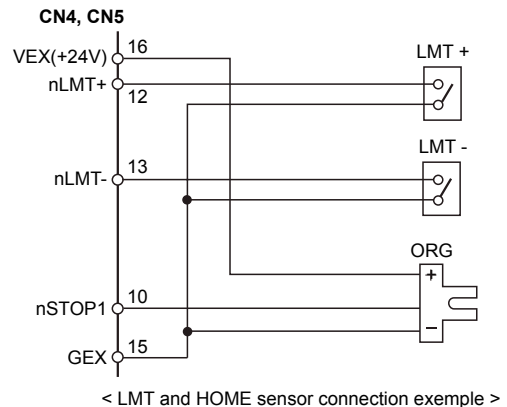 CN4, CN5
VEX(+24V) 16
LMT +
nLMT+ 12
LMT -
nLMT- 13
ORG
+
nSTOP1 10
−
GEX 15
< LMT and HOME sensor connection exemple >